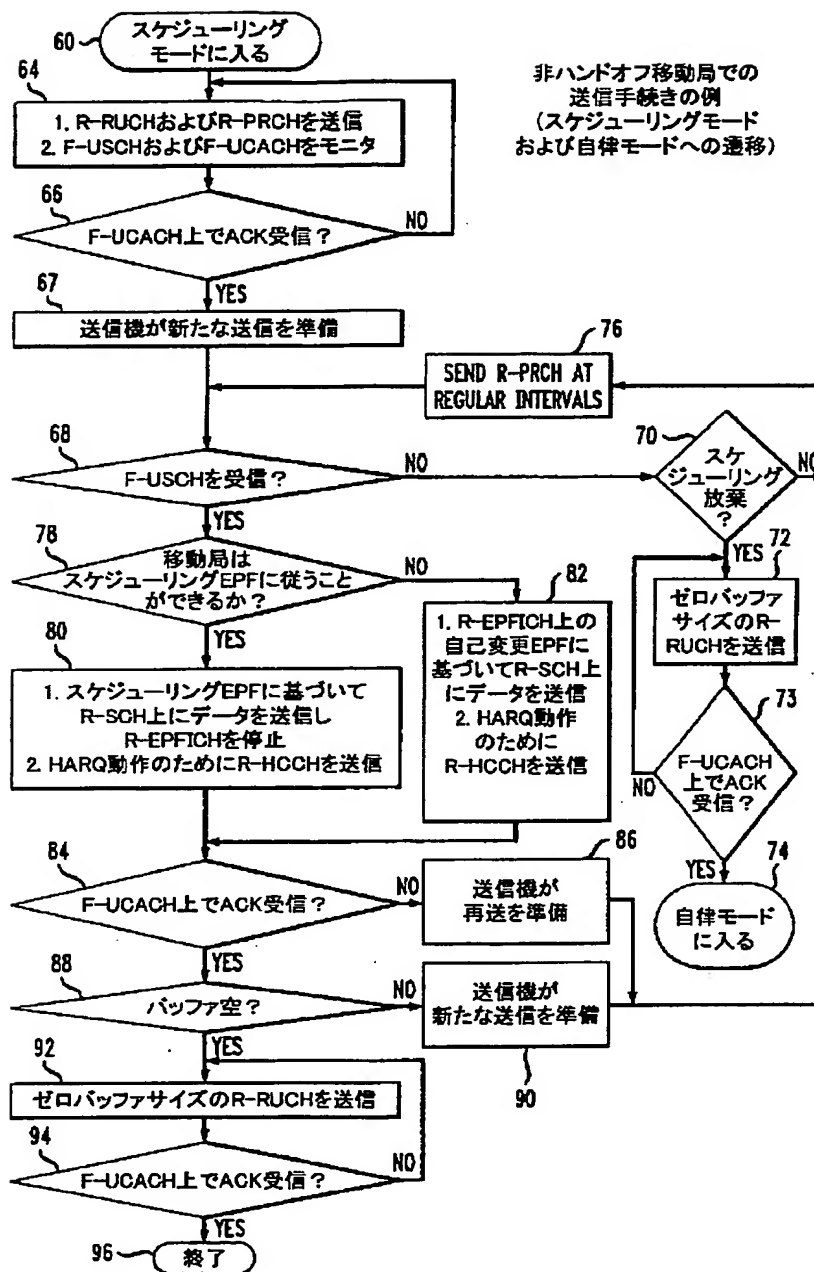 60
スケジューリング
モードに入る
非ハンドオフ移動局での
送信手続きの例
(スケジューリングモード
および自律モードへの遷移)
64
1. R-RUCHおよびR-PRCHを送信
2. F-USCHおよびF-UCACHをモニタ
66
F-UCACH上でACK受信?
NO
YES
67
送信機が新たな送信を準備
76
SEND R-PRCH AT
REGULAR INTERVALS
68
F-USCHを受信?
NO
YES
70
スケ
ジューリング
放棄
?
NO
YES
72
ゼロバッファ
サイズのR-
RUCHを送信
73
F-UCACH
上でACK
受信?
NO
YES
74
自律モード
に入る
78
移動局は
スケジューリングEPFに従うこと
ができるか?
NO
YES
82
1. R-EPFICH上の
自己変更EPFに
基づいてR-SCH上
にデータを送信
2. HARQ動作
のために
R-HCCHを送信
80
1. スケジューリングEPFに基づいて
R-SCH上にデータを送信し
R-EPFICHを停止
2. HARQ動作のためにR-HCCHを送信
84
F-UCACH上でACK受信?
NO
YES
86
送信機が
再送を準備
88
バッファ空?
NO
YES
送信機が
新たな送信を準備
90
92
ゼロバッファサイズのR-RUCHを送信
94
F-UCACH上でACK受信?
NO
YES
96
終了